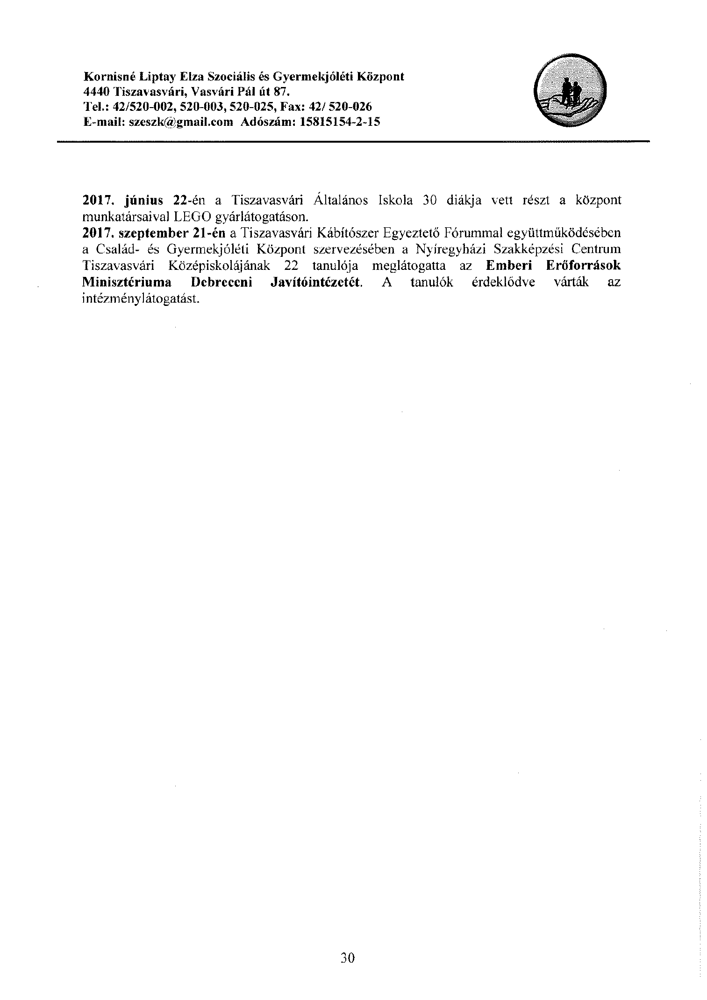 Kornisné Liptay Elza Szociális és Gyermekjóléti Központ
4440 Tiszavasvári, Vasvári Pál út 87.
Tel.: 42/520-002, 520-003, 520-025, Fax: 42/ 520-026
E-mail: szeszk@gmail.com Adószám: 15815154-2-15
2017. június 22-én a Tiszavasvári Általános Iskola 30 diákja vett részt a központ
munkatársaival LEGO gyárlátogatáson.
2017. szeptember 21-én a Tiszavasvári Kábítószer Egyeztető Fórummal együttműködésében
a Család- és Gyermekjóléti Központ szervezésében a Nyíregyházi Szakképzési Centrum
Tiszavasvári Középiskolájának 22 tanulója meglátogatta az Emberi Erőforrások
Minisztériuma Debreceni Javítóintézetét. A tanulók érdeklődve várták az
intézménylátogatást.
30